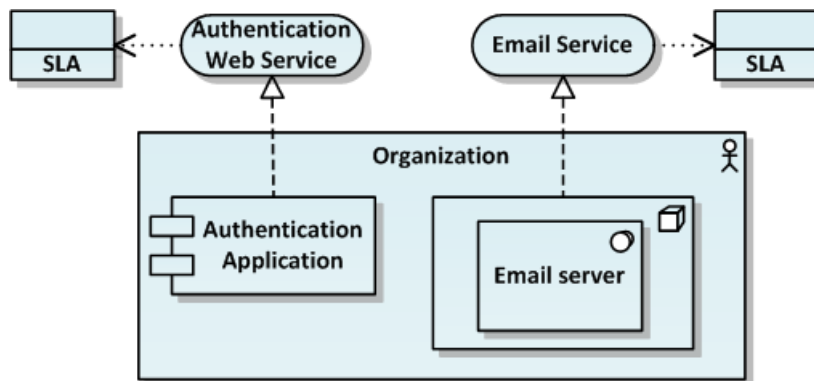 Authentication
Web Service
Email Service
SLA
SLA
Organization
Authentication
Application
Email server